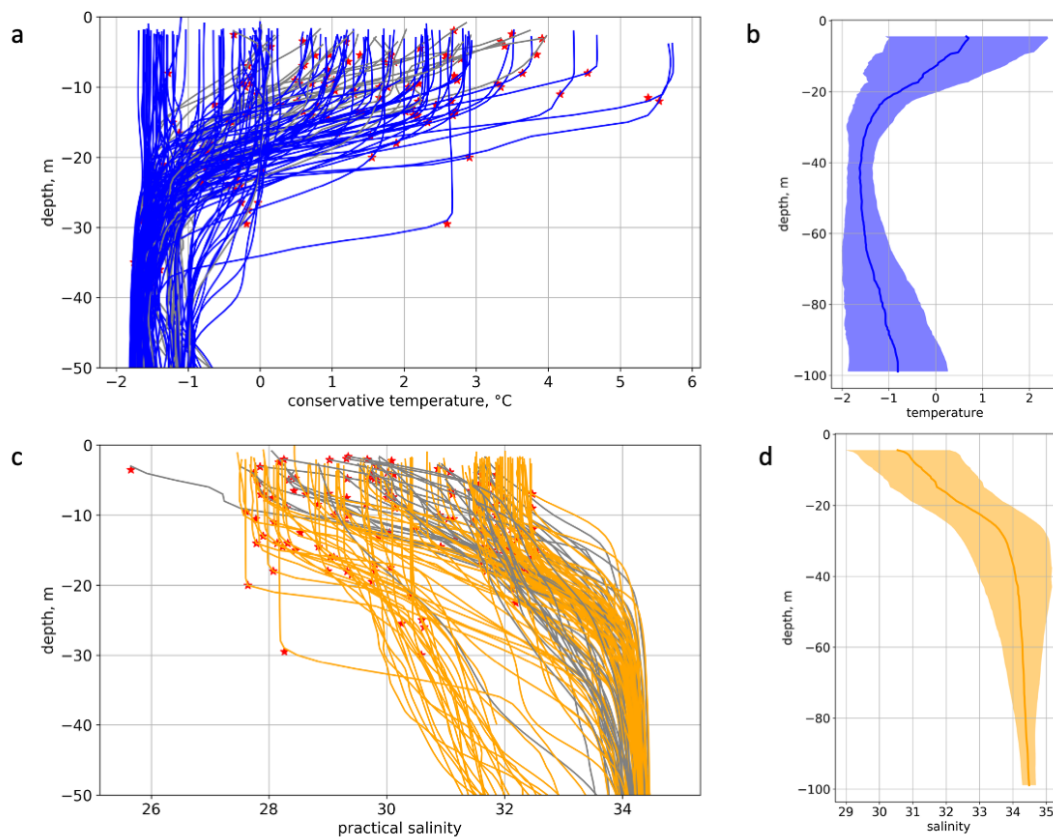 a
0
−10
−20
−30
−40
−50
depth, m
−2 −1 0 1 2 3 4 5 6
conservative temperature, °C
b
0
−20
−40
−60
−80
−100
depth, m
−2 −1 0 1 2
temperature
c
0
−10
−20
−30
−40
−50
depth, m
26 28 30 32 34
practical salinity
d
0
−20
−40
−60
−80
−100
depth, m
29 30 31 32 33 34 35
salinity